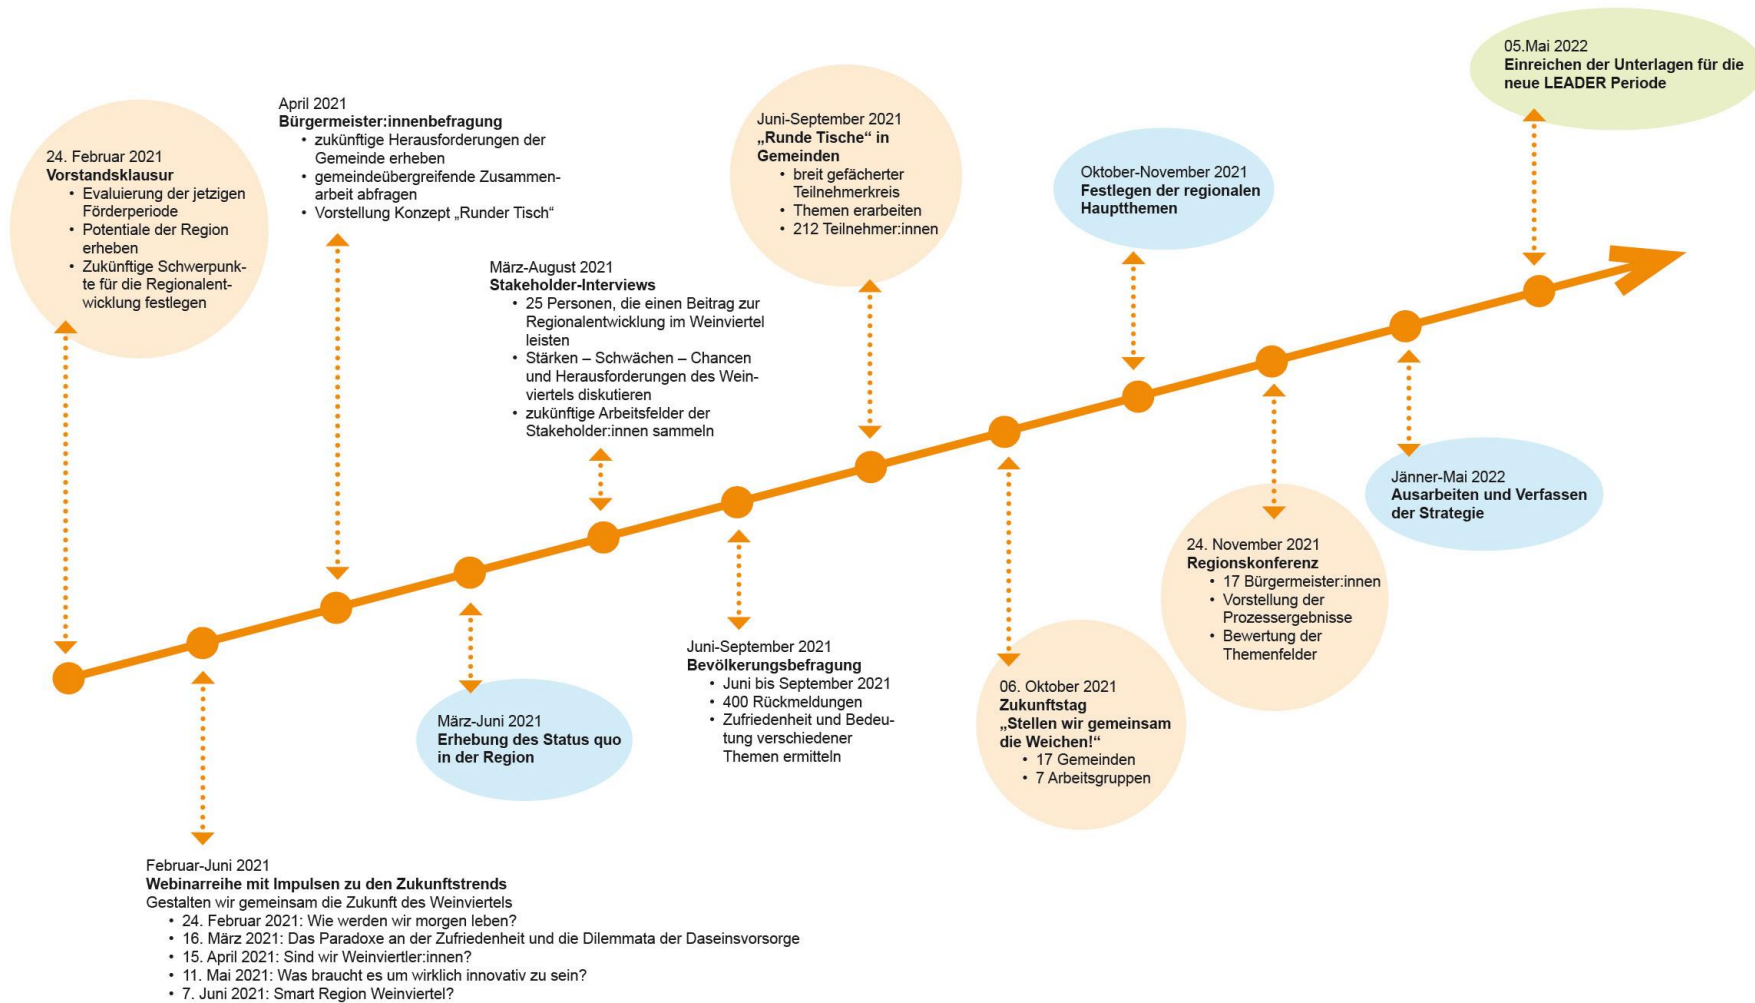 24. Februar 2021
Vorstandsklausur
• Evaluierung der jetzigen
Förderperiode
• Potentiale der Region
erheben
• Zukünftige Schwerpunk-
te für die Regionalent-
wicklung festlegen
Februar-Juni 2021
Webinarreihe mit Impulsen zu den Zukunftstrends
Gestalten wir gemeinsam die Zukunft des Weinviertels
• 24. Februar 2021: Wie werden wir morgen leben?
• 16. März 2021: Das Paradoxe an der Zufriedenheit und die Dilemmata der Daseinsvorsorge
• 15. April 2021: Sind wir Weinviertler:innen?
• 11. Mai 2021: Was braucht es um wirklich innovativ zu sein?
• 7. Juni 2021: Smart Region Weinviertel?
April 2021
Bürgermeister:innenbefragung
• zukünftige Herausforderungen der
Gemeinde erheben
• gemeindeübergreifende Zusammen-
arbeit abfragen
• Vorstellung Konzept „Runder Tisch“
März-Juni 2021
Erhebung des Status quo
in der Region
März-August 2021
Stakeholder-Interviews
• 25 Personen, die einen Beitrag zur
Regionalentwicklung im Weinviertel
leisten
• Stärken – Schwächen – Chancen
und Herausforderungen des Wein-
viertels diskutieren
• zukünftige Arbeitsfelder der
Stakeholder:innen sammeln
Juni-September 2021
Bevölkerungsbefragung
• Juni bis September 2021
• 400 Rückmeldungen
• Zufriedenheit und Bedeu-
tung verschiedener
Themen ermitteln
Juni-September 2021
„Runde Tische“ in
Gemeinden
• breit gefächerter
Teilnehmerkreis
• Themen erarbeiten
• 212 Teilnehmer:innen
06. Oktober 2021
Zukunftstag
„Stellen wir gemeinsam
die Weichen!“
• 17 Gemeinden
• 7 Arbeitsgruppen
Oktober-November 2021
Festlegen der regionalen
Hauptthemen
24. November 2021
Regionskonferenz
• 17 Bürgermeister:innen
• Vorstellung der
Prozessergebnisse
• Bewertung der
Themenfelder
Jänner-Mai 2022
Ausarbeiten und Verfassen
der Strategie
05.Mai 2022
Einreichen der Unterlagen für die
neue LEADER Periode